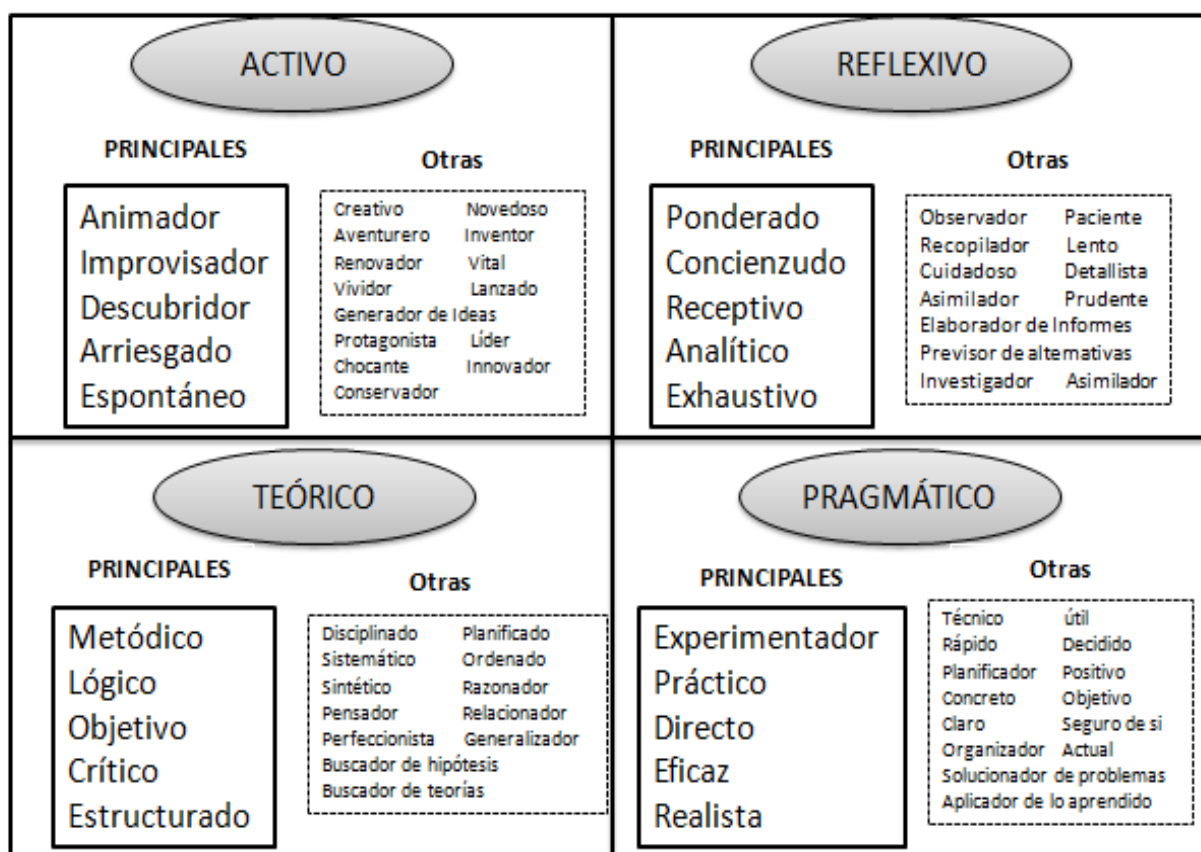 ACTIVO
PRINCIPALES
Animador
Improvisador
Descubridor
Arriesgado
Espontáneo
Otras
Creativo Novedoso
Aventurero Inventor
Renovador Vital
Vividor Lanzado
Generador de Ideas
Protagonista Líder
Chocante Innovador
Conservador
REFLEXIVO
PRINCIPALES
Ponderado
Concienzudo
Receptivo
Analítico
Exhaustivo
Otras
Observador Paciente
Recopilador Lento
Cuidadoso Detallista
Asimilador Prudente
Elaborador de Informes
Previsor de alternativas
Investigador Asimilador
TEÓRICO
PRINCIPALES
Metódico
Lógico
Objetivo
Crítico
Estructurado
Otras
Disciplinado Planificado
Sistemático Ordenado
Sintético Razonador
Pensador Relacionador
Perfeccionista Generalizador
Buscador de hipótesis
Buscador de teorías
PRAGMÁTICO
PRINCIPALES
Experimentador
Práctico
Directo
Eficaz
Realista
Otras
Técnico útil
Rápido Decidido
Planificador Positivo
Concreto Objetivo
Claro Seguro de si
Organizador Actual
Solucionador de problemas
Aplicador de lo aprendido